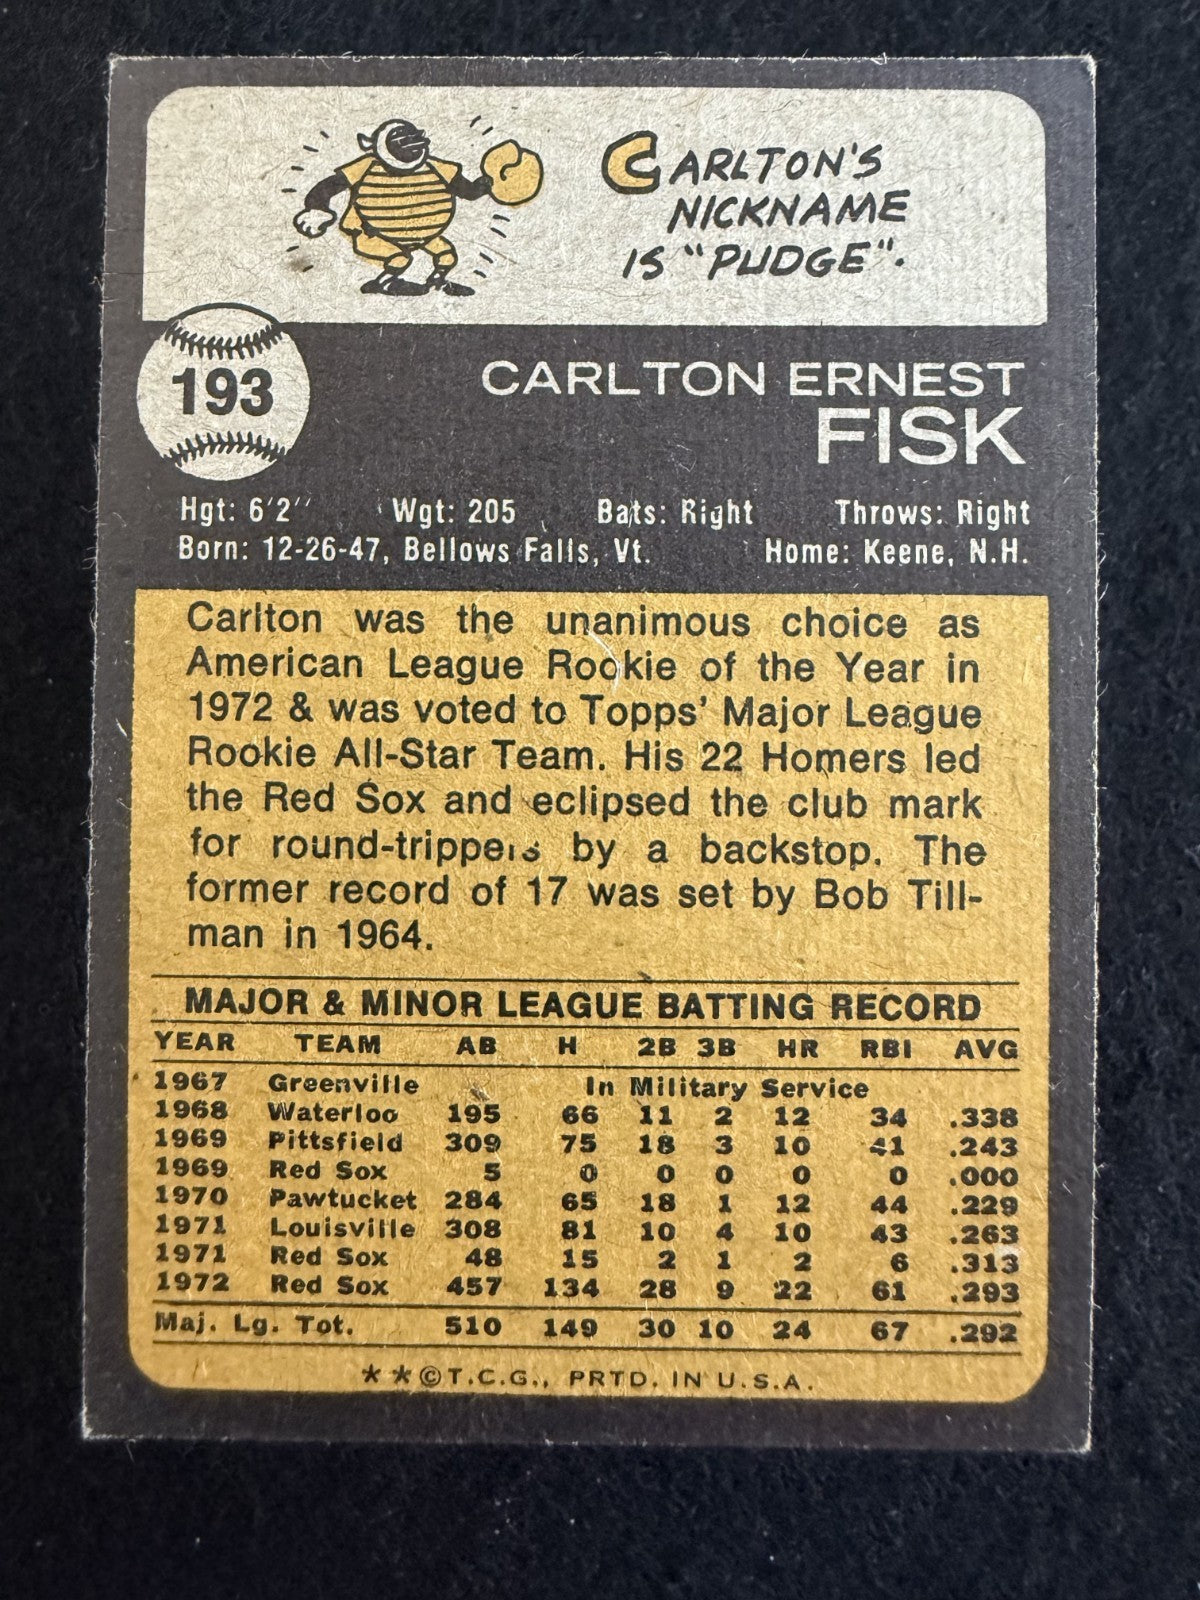 CARLTON'S
NICKNAME
IS "PUDGE".
193
CARLTON ERNEST
FISK
Hgt: 6'2" Wgt: 205 Bats: Right Throws: Right
Born: 12-26-47, Bellows Falls, Vt. Home: Keene, N.H.
Carlton was the unanimous choice as
American League Rookie of the Year in
1972 & was voted to Topps' Major League
Rookie All-Star Team. His 22 Homers led
the Red Sox and eclipsed the club mark
for round-trippers by a backstop. The
former record of 17 was set by Bob Till-
man in 1964.
MAJOR & MINOR LEAGUE BATTING RECORD
YEAR TEAM AB H 2B 3B HR RBI AVG
1967 Greenville In Military Service
1968 Waterloo 195 66 11 2 12 34 .338
1969 Pittsfield 309 75 18 3 10 41 .243
1969 Red Sox 5 0 0 0 0 0 .000
1970 Pawtucket 284 65 18 1 12 44 .229
1971 Louisville 308 81 10 4 10 43 .263
1971 Red Sox 48 15 2 1 2 6 .313
1972 Red Sox 457 134 28 9 22 61 .293
Maj. Lg. Tot. 510 149 30 10 24 67 .292
**©T.C.G., PRTD. IN U.S.A.